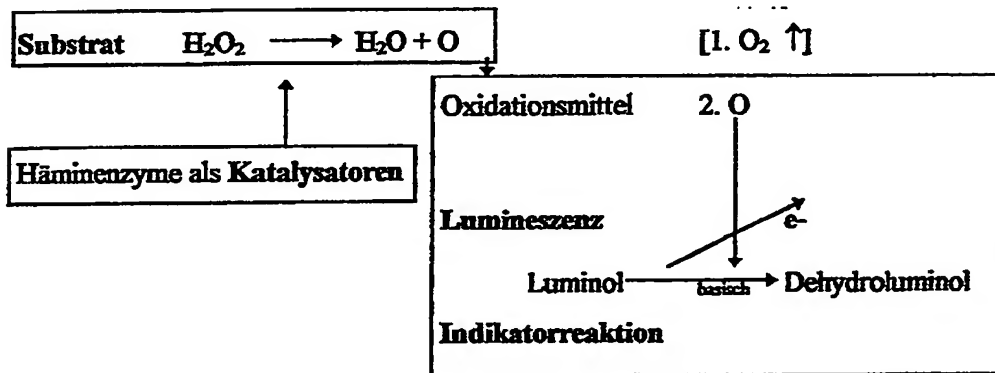 Substrat H₂O₂ ⟶ H₂O + O [1. O₂ ↑]
Oxidationsmittel 2. O
Häminenzyme als Katalysatoren
Lumineszenz e-
Luminol basisch Dehydroluminol
Indikatorreaktion